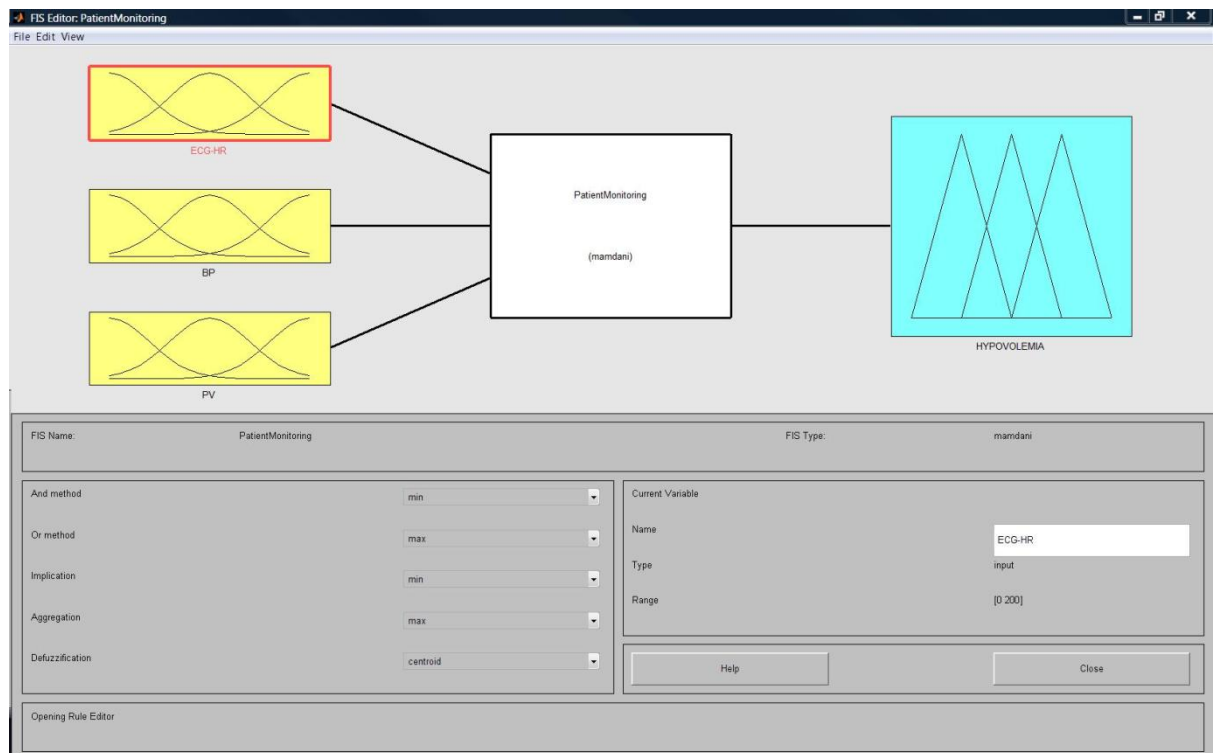 FIS Editor: PatientMonitoring
File Edit View
ECG-HR
BP
PV
PatientMonitoring
(mamdani)
HYPOVOLEMIA
FIS Name: PatientMonitoring FIS Type: mamdani
And method min
Or method max
Implication min
Aggregation max
Defuzzification centroid
Current Variable
Name ECG-HR
Type input
Range [0 200]
Help Close
Opening Rule Editor